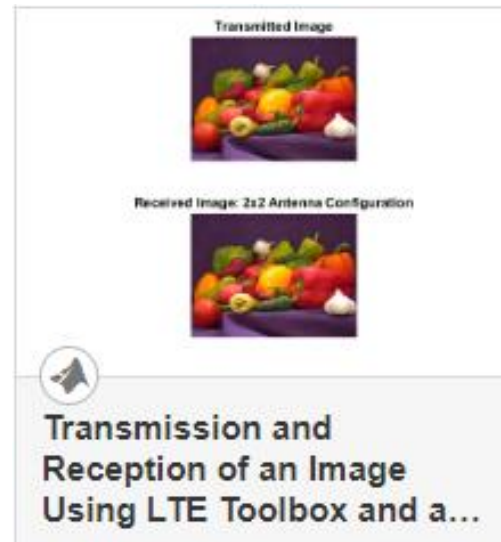 Transmitted Image
Received Image: 2x2 Antenna Configuration
Transmission and
Reception of an Image
Using LTE Toolbox and a...